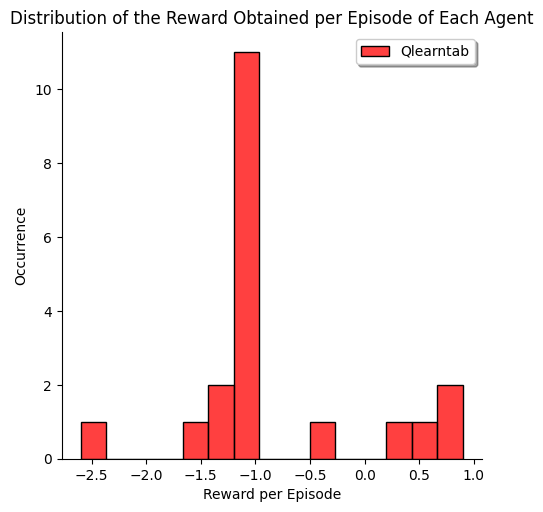 Distribution of the Reward Obtained per Episode of Each Agent
Qlearntab
10
8
6
4
2
0
Occurrence
−2.5 −2.0 −1.5 −1.0 −0.5 0.0 0.5 1.0
Reward per Episode